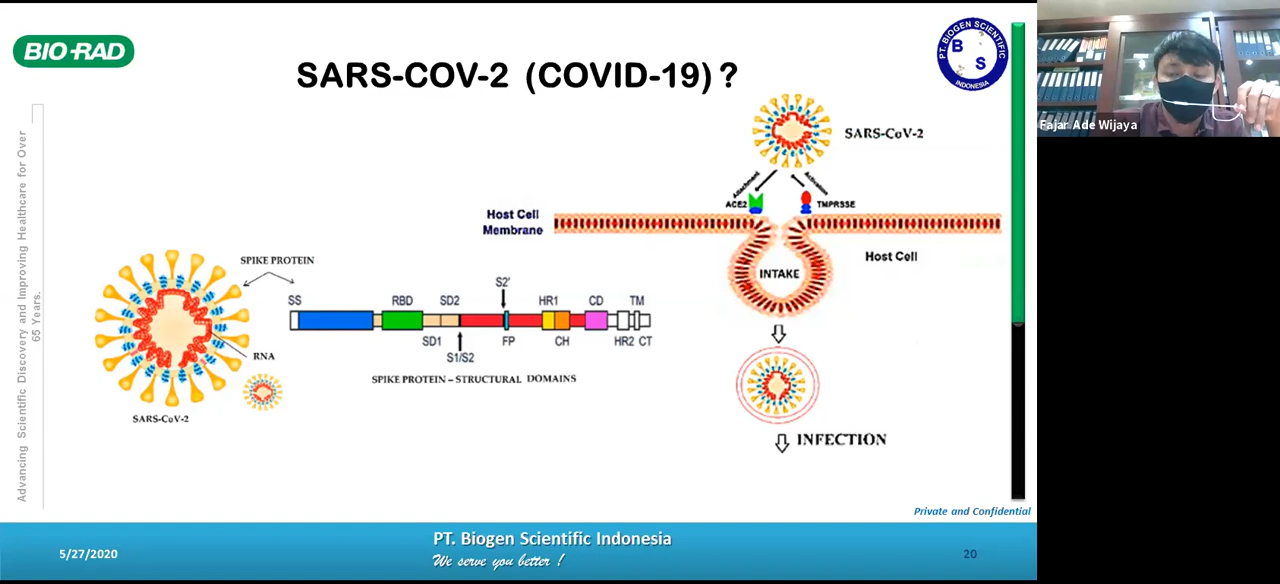 BIO-RAD
SARS-COV-2 (COVID-19) ?
PT. BIOGEN SCIENTIFIC
B
S
INDONESIA
Fajar Ade Wijaya
Advancing Scientific Discovery and Improving Healthcare for Over
65 Years.
SARS-CoV-2
Attachment
Activation
ACE2
TMPRSSE
Host Cell
Membrane
Host Cell
INTAKE
INFECTION
SPIKE PROTEIN
RNA
SARS-CoV-2
SS
RBD
SD2
S2'
HR1
CD
TM
SD1
S1/S2
FP
CH
HR2
CT
SPIKE PROTEIN – STRUCTURAL DOMAINS
Private and Confidential
5/27/2020
PT. Biogen Scientific Indonesia
We serve you better !
20